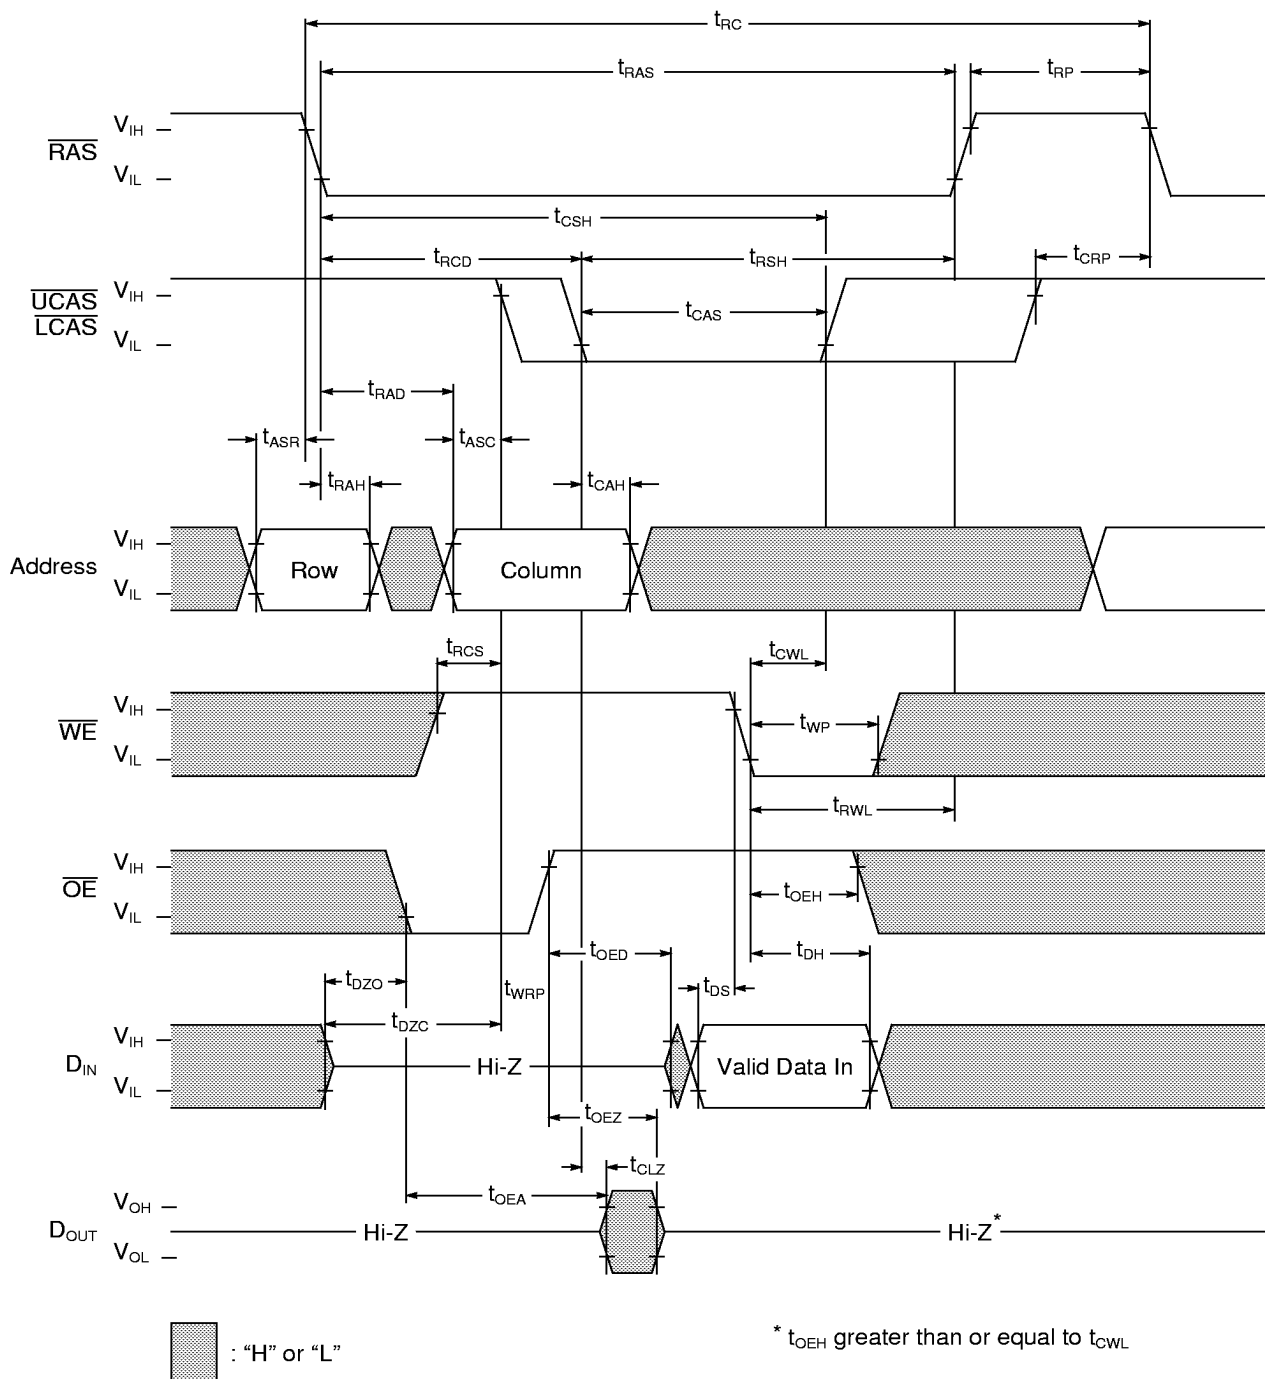 tRC
tRAS
tRP
RAS
VIH
VIL
tCSH
tRCD
tRSH
tCRP
UCAS
LCAS
VIH
VIL
tCAS
tRAD
tASR
tASC
tRAH
tCAH
Address
VIH
VIL
Row
Column
tRCS
tCWL
WE
VIH
VIL
tWP
tRWL
OE
VIH
VIL
tOEH
tOED
tDH
tDZO
tWRP
tDS
tDZC
DIN
VIH
VIL
Hi-Z
Valid Data In
tOEZ
tCLZ
tOEA
DOUT
VOH
VOL
Hi-Z
Hi-Z*
: “H” or “L”
* tOEH greater than or equal to tCWL